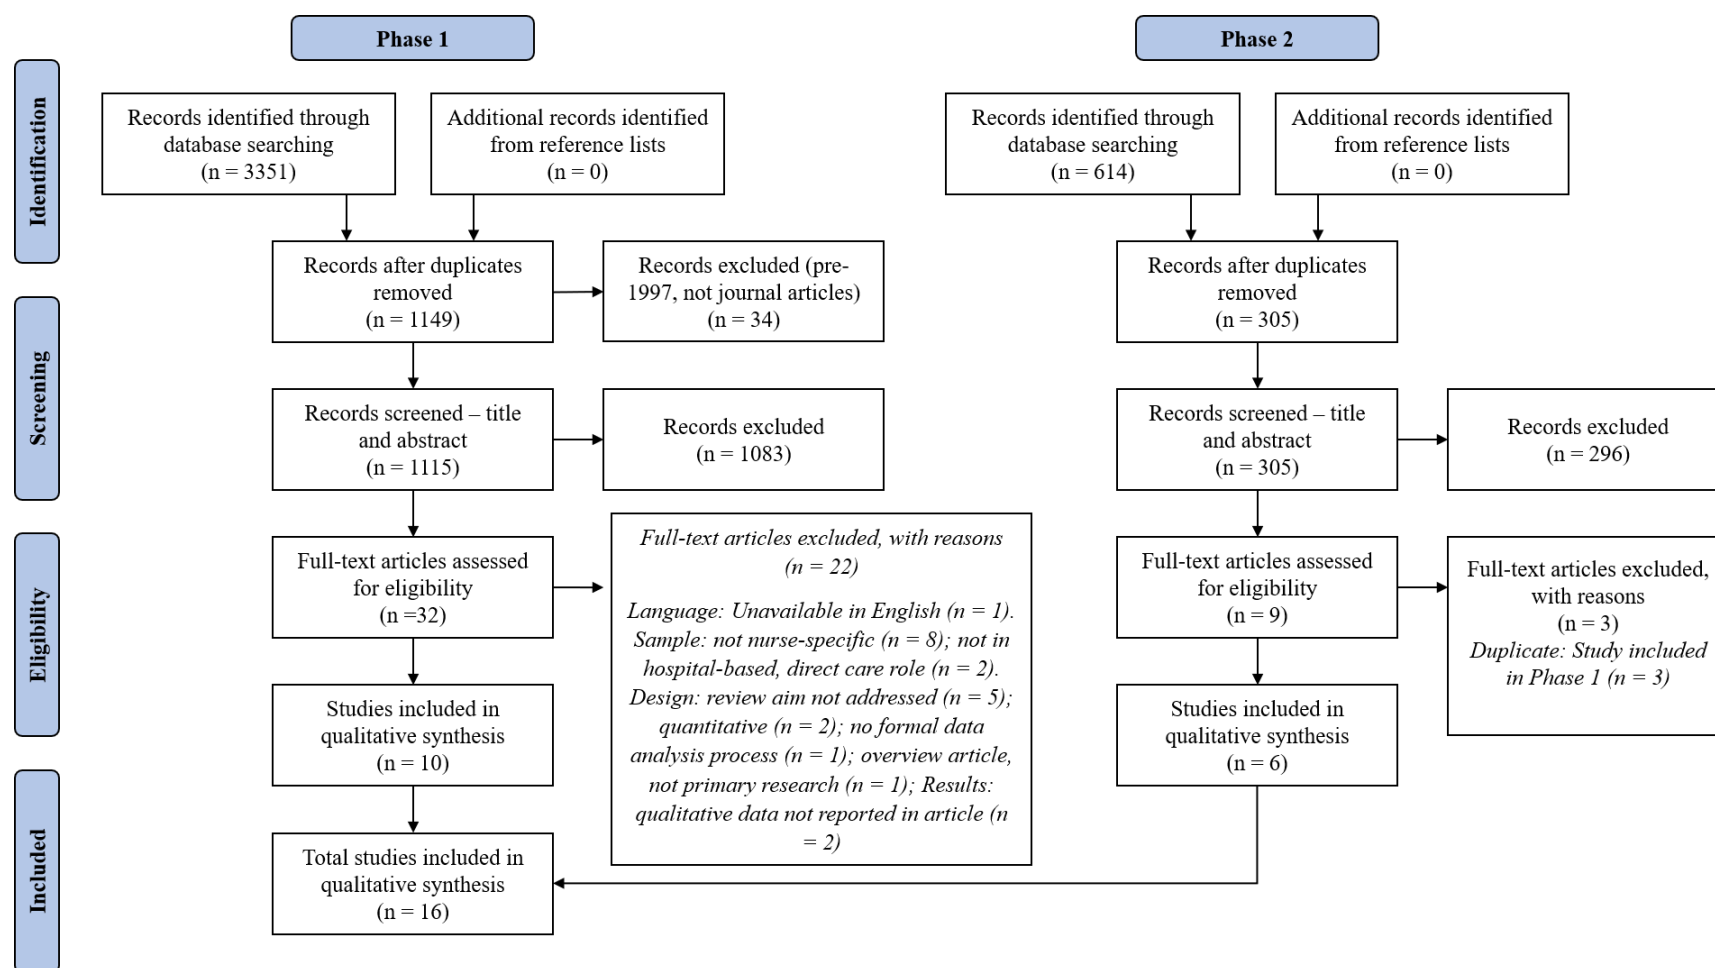 Phase 1
Phase 2
Identification
Records identified through
database searching
(n = 3351)
Additional records identified
from reference lists
(n = 0)
Records identified through
database searching
(n = 614)
Additional records identified
from reference lists
(n = 0)
Records after duplicates
removed
(n = 1149)
Records excluded (pre-
1997, not journal articles)
(n = 34)
Records after duplicates
removed
(n = 305)
Screening
Records screened – title
and abstract
(n = 1115)
Records excluded
(n = 1083)
Records screened – title
and abstract
(n = 305)
Records excluded
(n = 296)
Eligibility
Full-text articles assessed
for eligibility
(n =32)
Full-text articles excluded, with reasons
(n = 22)
Language: Unavailable in English (n = 1).
Sample: not nurse-specific (n = 8); not in
hospital-based, direct care role (n = 2).
Design: review aim not addressed (n = 5);
quantitative (n = 2); no formal data
analysis process (n = 1); overview article,
not primary research (n = 1); Results:
qualitative data not reported in article (n
= 2)
Full-text articles assessed
for eligibility
(n = 9)
Full-text articles excluded,
with reasons
(n = 3)
Duplicate: Study included
in Phase 1 (n = 3)
Studies included in
qualitative synthesis
(n = 10)
Studies included in
qualitative synthesis
(n = 6)
Included
Total studies included in
qualitative synthesis
(n = 16)